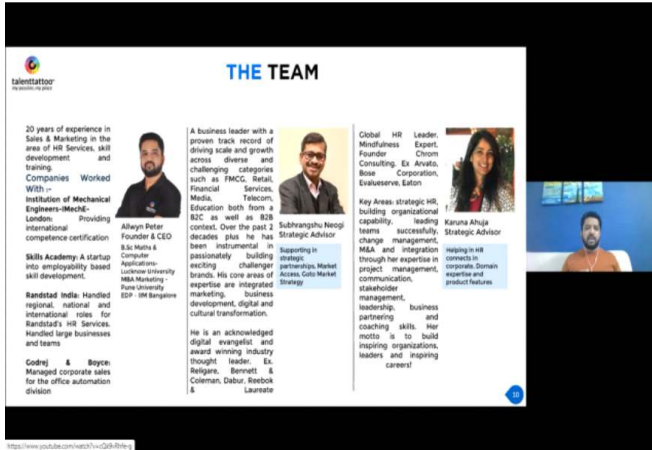 THE TEAM
talenttattoo
my passion, my place
20 years of experience in
Sales & Marketing in the
area of HR Services, skill
development and
training.
Companies Worked
With :-
Institution of Mechanical
Engineers-IMechE-
London: Providing
international
competence certification
Skills Academy: A startup
into employability based
skill development.
Randstad India: Handled
regional, national and
international roles for
Randstad's HR Services.
Handled large businesses
and teams
Godrej & Boyce:
Managed corporate sales
for the office automation
division
Allwyn Peter
Founder & CEO
B.Sc Maths &
Computer
Applications-
Lucknow University
MBA Marketing -
Pune University
EDP - IIM Bangalore
A business leader with a
proven track record of
driving scale and growth
across diverse and
challenging categories
such as FMCG, Retail,
Financial Services,
Media, Telecom,
Education both from a
B2C as well as B2B
context. Over the past 2
decades plus he has
been instrumental in
passionately building
exciting challenger
brands. His core areas of
expertise are integrated
marketing, business
development, digital and
cultural transformation.
He is an acknowledged
digital evangelist and
award winning industry
thought leader. Ex.
Religare, Bennett &
Coleman, Dabur, Reebok
& Laureate
Subhrangshu Neogi
Strategic Advisor
Supporting in
strategic
partnerships, Market
Access, Goto Market
Strategy
Global HR Leader,
Mindfulness Expert.
Founder Chrom
Consulting. Ex Arvato,
Bose Corporation,
Evalueserve, Eaton
Key Areas: strategic HR,
building organizational
capability, leading
teams successfully,
change management,
M&A and integration
through her expertise in
project management,
communication,
stakeholder
management,
leadership, business
partnering and
coaching skills. Her
motto is to build
inspiring organizations,
leaders and inspiring
careers!
Karuna Ahuja
Strategic Advisor
Helping in HR
connects in
corporate. Domain
expertise and
product features
10